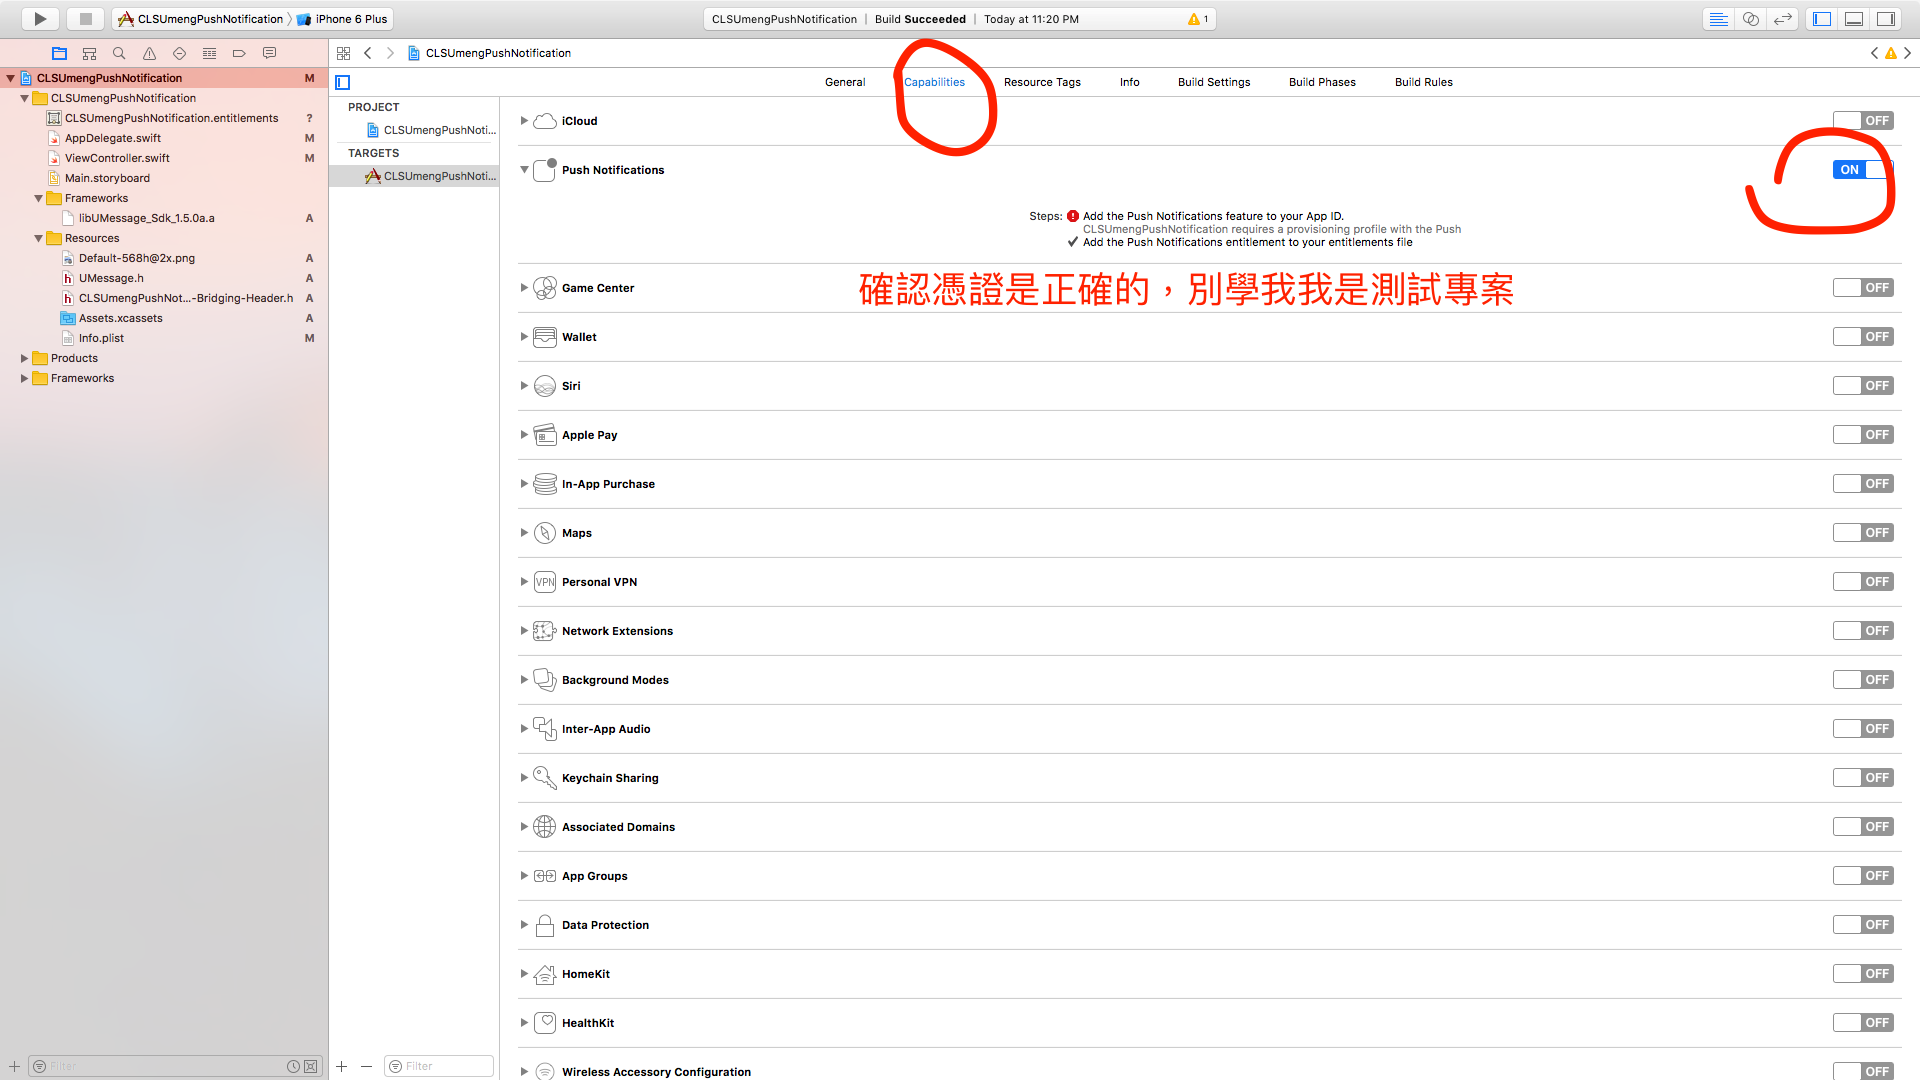 CLSUmengPushNotification
iPhone 6 Plus
CLSUmengPushNotification | Build Succeeded | Today at 11:20 PM
1
CLSUmengPushNotification M
CLSUmengPushNotification
CLSUmengPushNotification.entitlements ?
AppDelegate.swift M
ViewController.swift M
Main.storyboard
Frameworks
libUMessage_Sdk_1.5.0a.a A
Resources
Default-568h@2x.png A
UMessage.h A
CLSUmengPushNot...-Bridging-Header.h A
Assets.xcassets A
Info.plist M
Products
Frameworks
Filter
CLSUmengPushNotification
General Capabilities Resource Tags Info Build Settings Build Phases Build Rules
PROJECT
CLSUmengPushNoti...
TARGETS
CLSUmengPushNoti...
Filter
iCloud OFF
Push Notifications ON
Steps: Add the Push Notifications feature to your App ID.
CLSUmengPushNotification requires a provisioning profile with the Push
Add the Push Notifications entitlement to your entitlements file
確認憑證是正確的，別學我我是測試專案
Game Center OFF
Wallet OFF
Siri OFF
Apple Pay OFF
In-App Purchase OFF
Maps OFF
VPN Personal VPN OFF
Network Extensions OFF
Background Modes OFF
Inter-App Audio OFF
Keychain Sharing OFF
Associated Domains OFF
App Groups OFF
Data Protection OFF
HomeKit OFF
HealthKit OFF
Wireless Accessory Configuration OFF